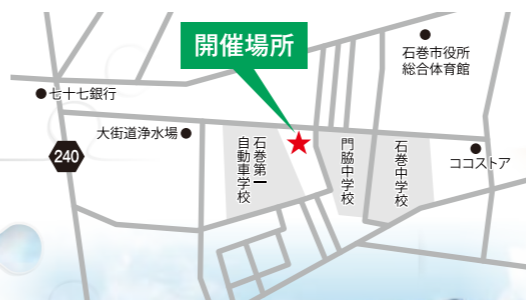 開催場所
石巻市役所
総合体育館
七十七銀行
大街道浄水場
240
石巻第一
自動車学校
門脇中学校
石巻中学校
ココストア